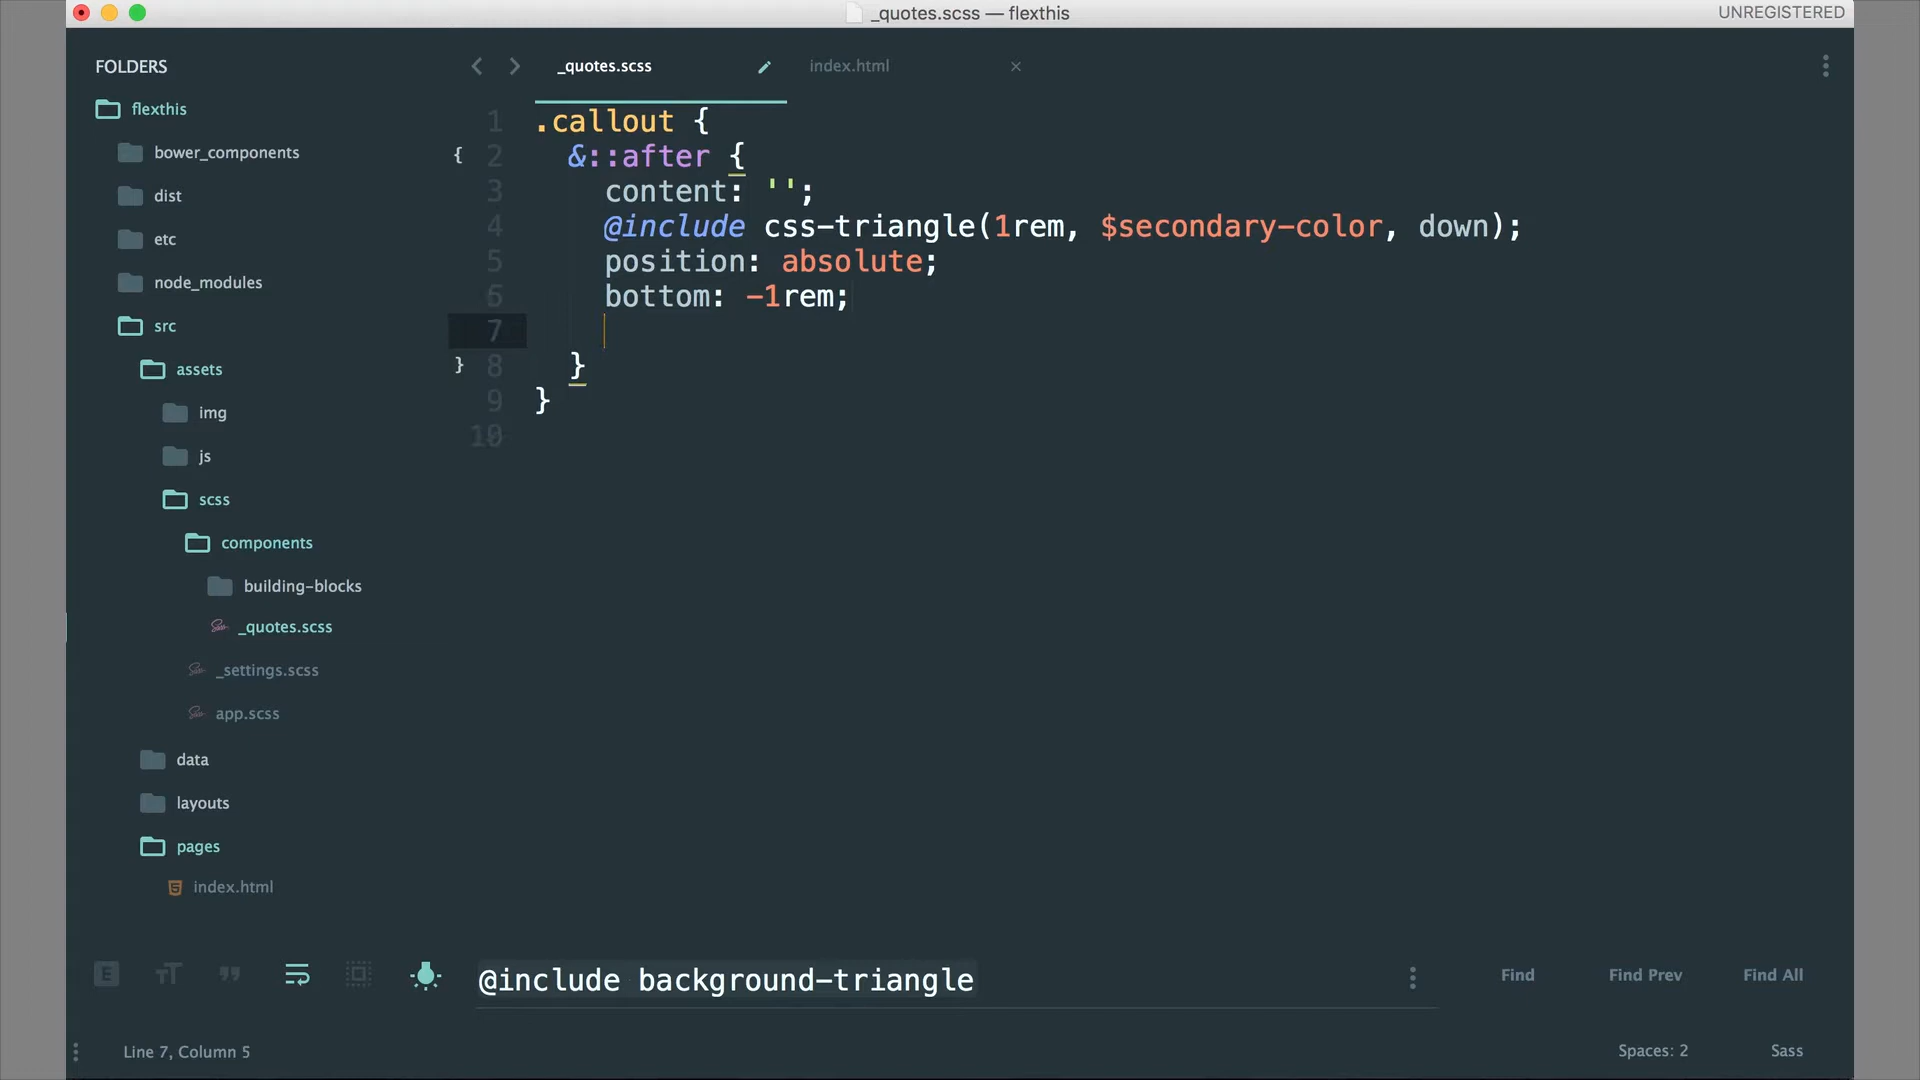 _quotes.scss — flexthis
UNREGISTERED
FOLDERS
flexthis
bower_components
dist
etc
node_modules
src
assets
img
js
scss
components
building-blocks
_quotes.scss
_settings.scss
app.scss
data
layouts
pages
index.html
_quotes.scss
index.html
1 .callout {
{ 2 &::after {
3 content: '';
4 @include css-triangle(1rem, $secondary-color, down);
5 position: absolute;
6 bottom: -1rem;
7
} 8 }
9 }
10
@include background-triangle
Find
Find Prev
Find All
Line 7, Column 5
Spaces: 2
Sass